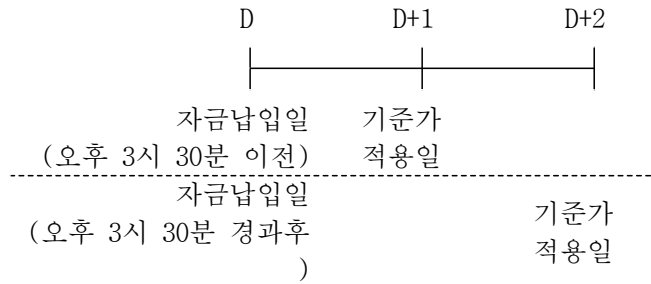 D D+1 D+2
자금납입일 기준가
(오후 3시 30분 이전) 적용일
자금납입일
(오후 3시 30분 경과후
)
기준가
적용일